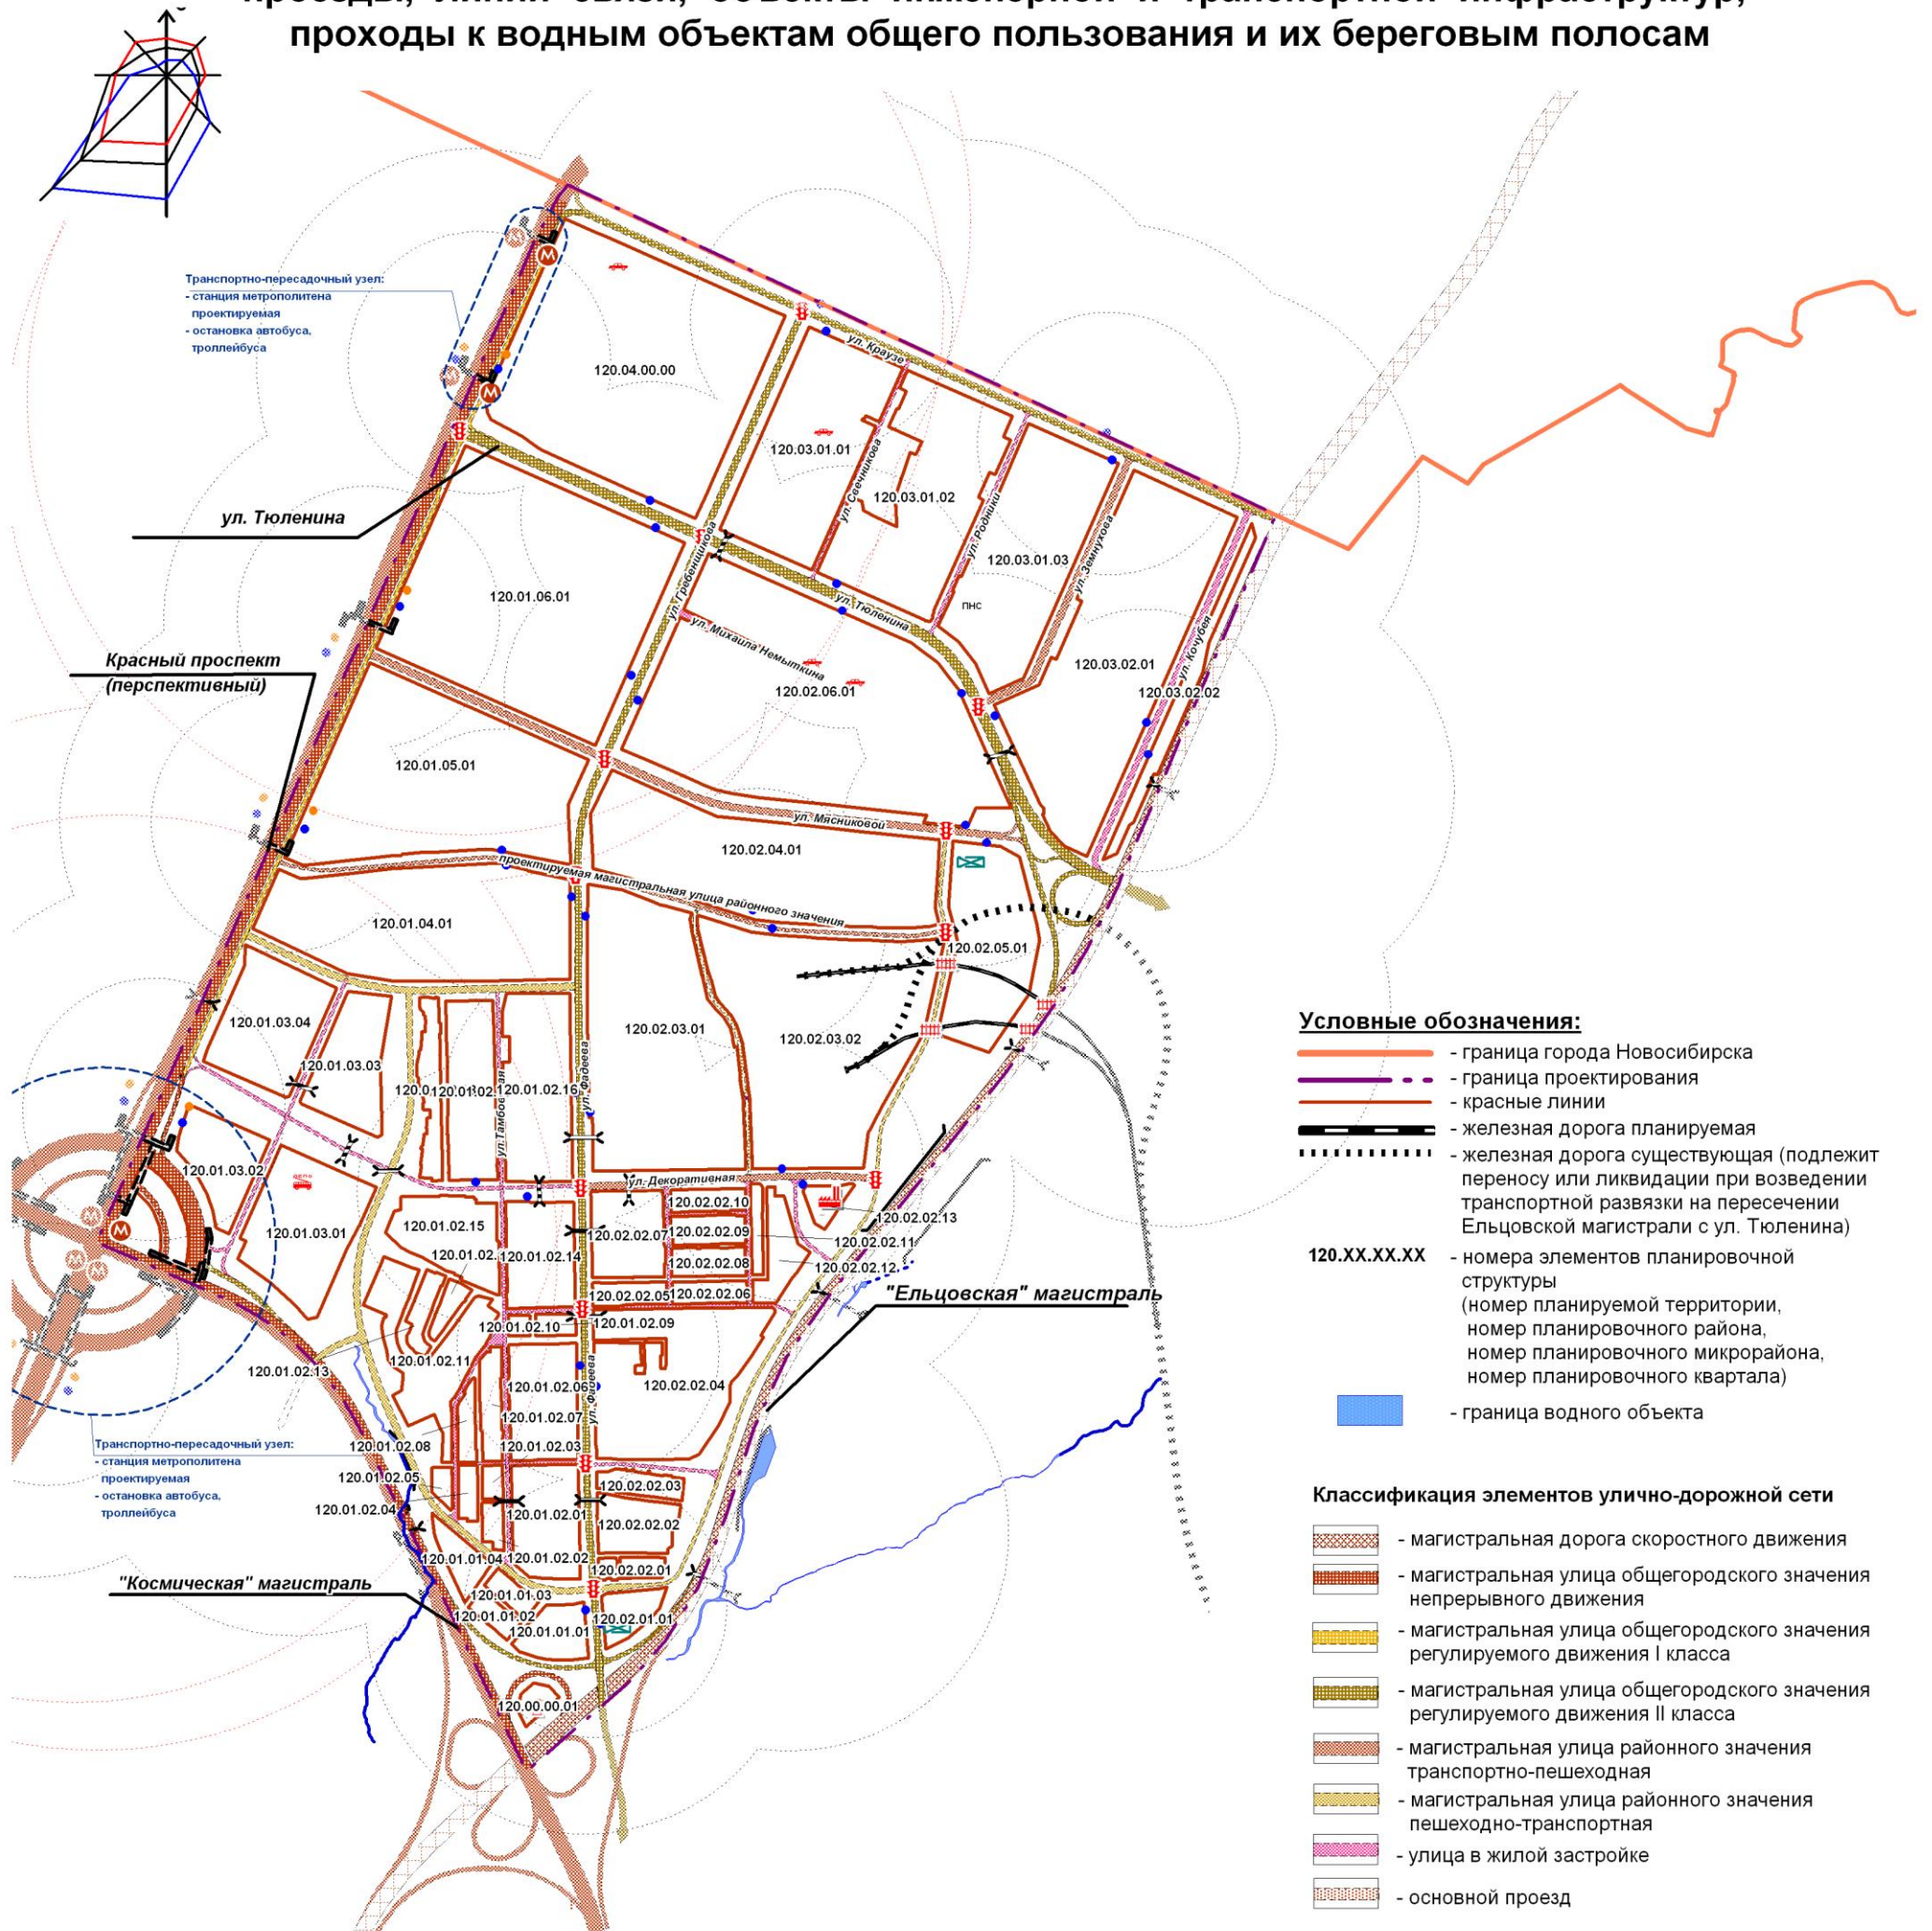 проезды, линии связи, объекты инженерной и транспортной инфраструктур,
проходы к водным объектам общего пользования и их береговым полосам
Транспортно-пересадочный узел:
- станция метрополитена
проектируемая
- остановка автобуса,
троллейбуса
ул. Тюленина
Красный проспект
(перспективный)
120.04.00.00
ул. Краузе
120.03.01.01
ул. Свечникова
120.03.01.02
ул. Родники
120.03.01.03
ул. Земнухова
пнс
120.01.06.01
ул. Гребенщикова
ул. Тюленина
ул. Михаила Немыткина
120.02.06.01
120.03.02.01
ул. Кочубея
120.03.02.02
120.01.05.01
ул. Мясниковой
120.02.04.01
проектируемая магистральная улица районного значения
120.01.04.01
120.02.05.01
120.01.03.04
120.02.03.01
120.02.03.02
120.01.03.03
120.01.02.16
ул. Тамбовская
ул. Фадеева
120.01.03.02
ул. Декоративная
120.01.03.01
120.01.02.15
120.02.02.10
120.02.02.13
120.02.02.07
120.02.02.09
120.02.02.11
120.01.02.14
120.02.02.08
120.02.02.12
120.02.02.05
120.02.02.06
"Ельцовская" магистраль
120.01.02.10
120.01.02.09
120.01.02.13
120.01.02.11
120.01.02.06
120.02.02.04
ул. Фадеева
120.01.02.07
120.01.02.08
120.01.02.03
Транспортно-пересадочный узел:
- станция метрополитена
проектируемая
- остановка автобуса,
троллейбуса
120.01.02.05
120.02.02.03
120.01.02.04
120.01.02.01
120.02.02.02
120.01.01.04
120.01.02.02
120.02.02.01
"Космическая" магистраль
120.01.01.03
120.01.01.02
120.02.01.01
120.01.01.01
120.00.00.01
Условные обозначения:
- граница города Новосибирска
- граница проектирования
- красные линии
- железная дорога планируемая
- железная дорога существующая (подлежит
переносу или ликвидации при возведении
транспортной развязки на пересечении
Ельцовской магистрали с ул. Тюленина)
120.XX.XX.XX - номера элементов планировочной
структуры
(номер планируемой территории,
номер планировочного района,
номер планировочного микрорайона,
номер планировочного квартала)
- граница водного объекта
Классификация элементов улично-дорожной сети
- магистральная дорога скоростного движения
- магистральная улица общегородского значения
непрерывного движения
- магистральная улица общегородского значения
регулируемого движения I класса
- магистральная улица общегородского значения
регулируемого движения II класса
- магистральная улица районного значения
транспортно-пешеходная
- магистральная улица районного значения
пешеходно-транспортная
- улица в жилой застройке
- основной проезд